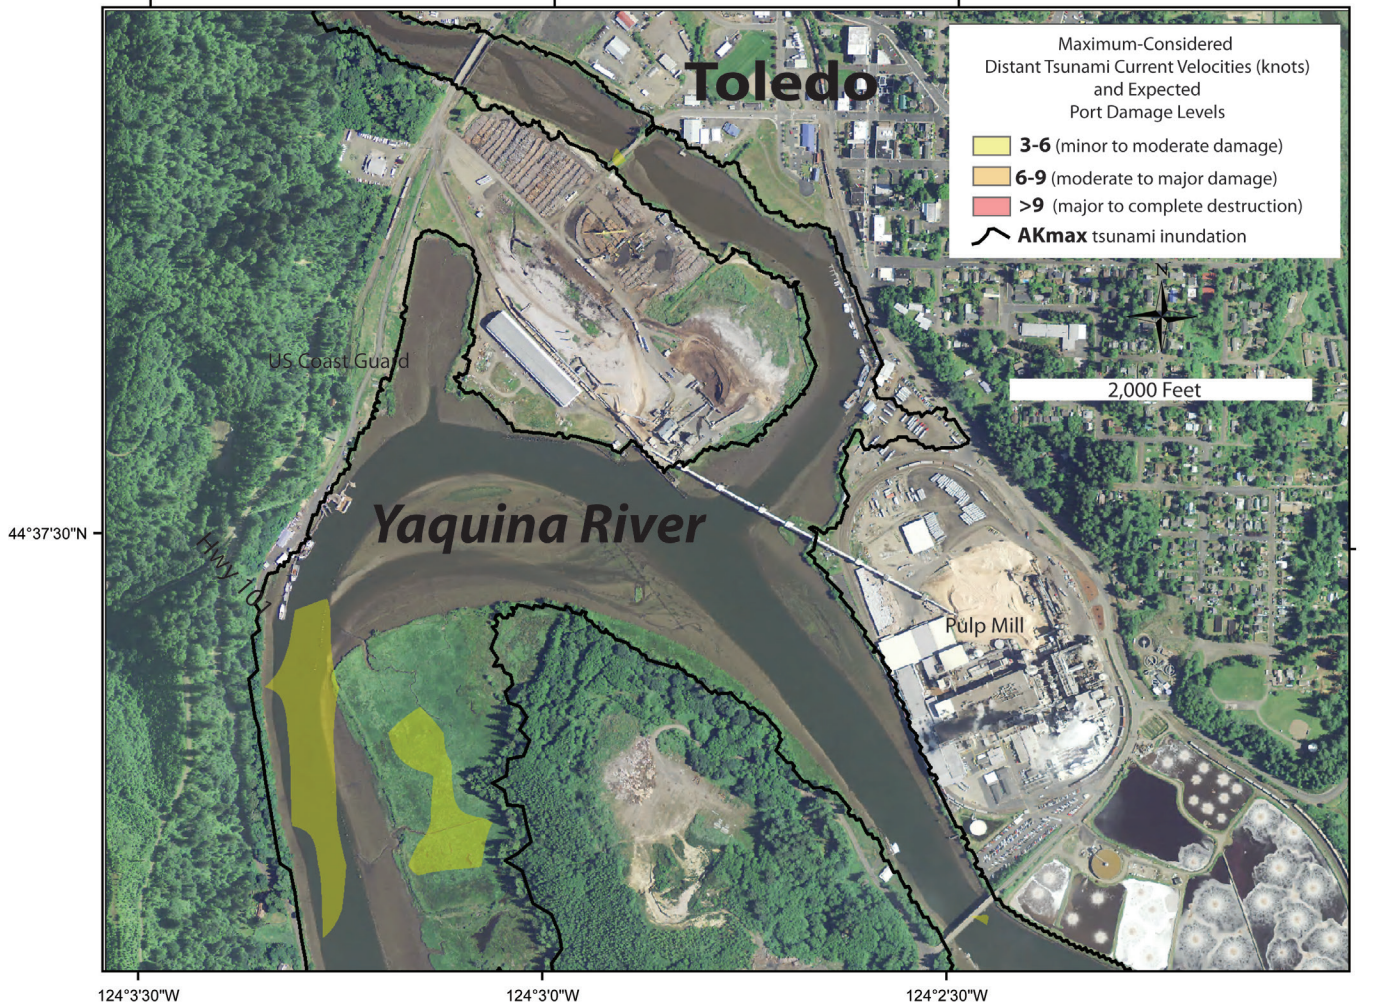 Toledo
Maximum-Considered
Distant Tsunami Current Velocities (knots)
and Expected
Port Damage Levels
3-6 (minor to moderate damage)
6-9 (moderate to major damage)
>9 (major to complete destruction)
AKmax tsunami inundation
N
2,000 Feet
US Coast Guard
Yaquina River
44°37'30"N
Hwy 101
Pulp Mill
124°3'30"W
124°3'0"W
124°2'30"W